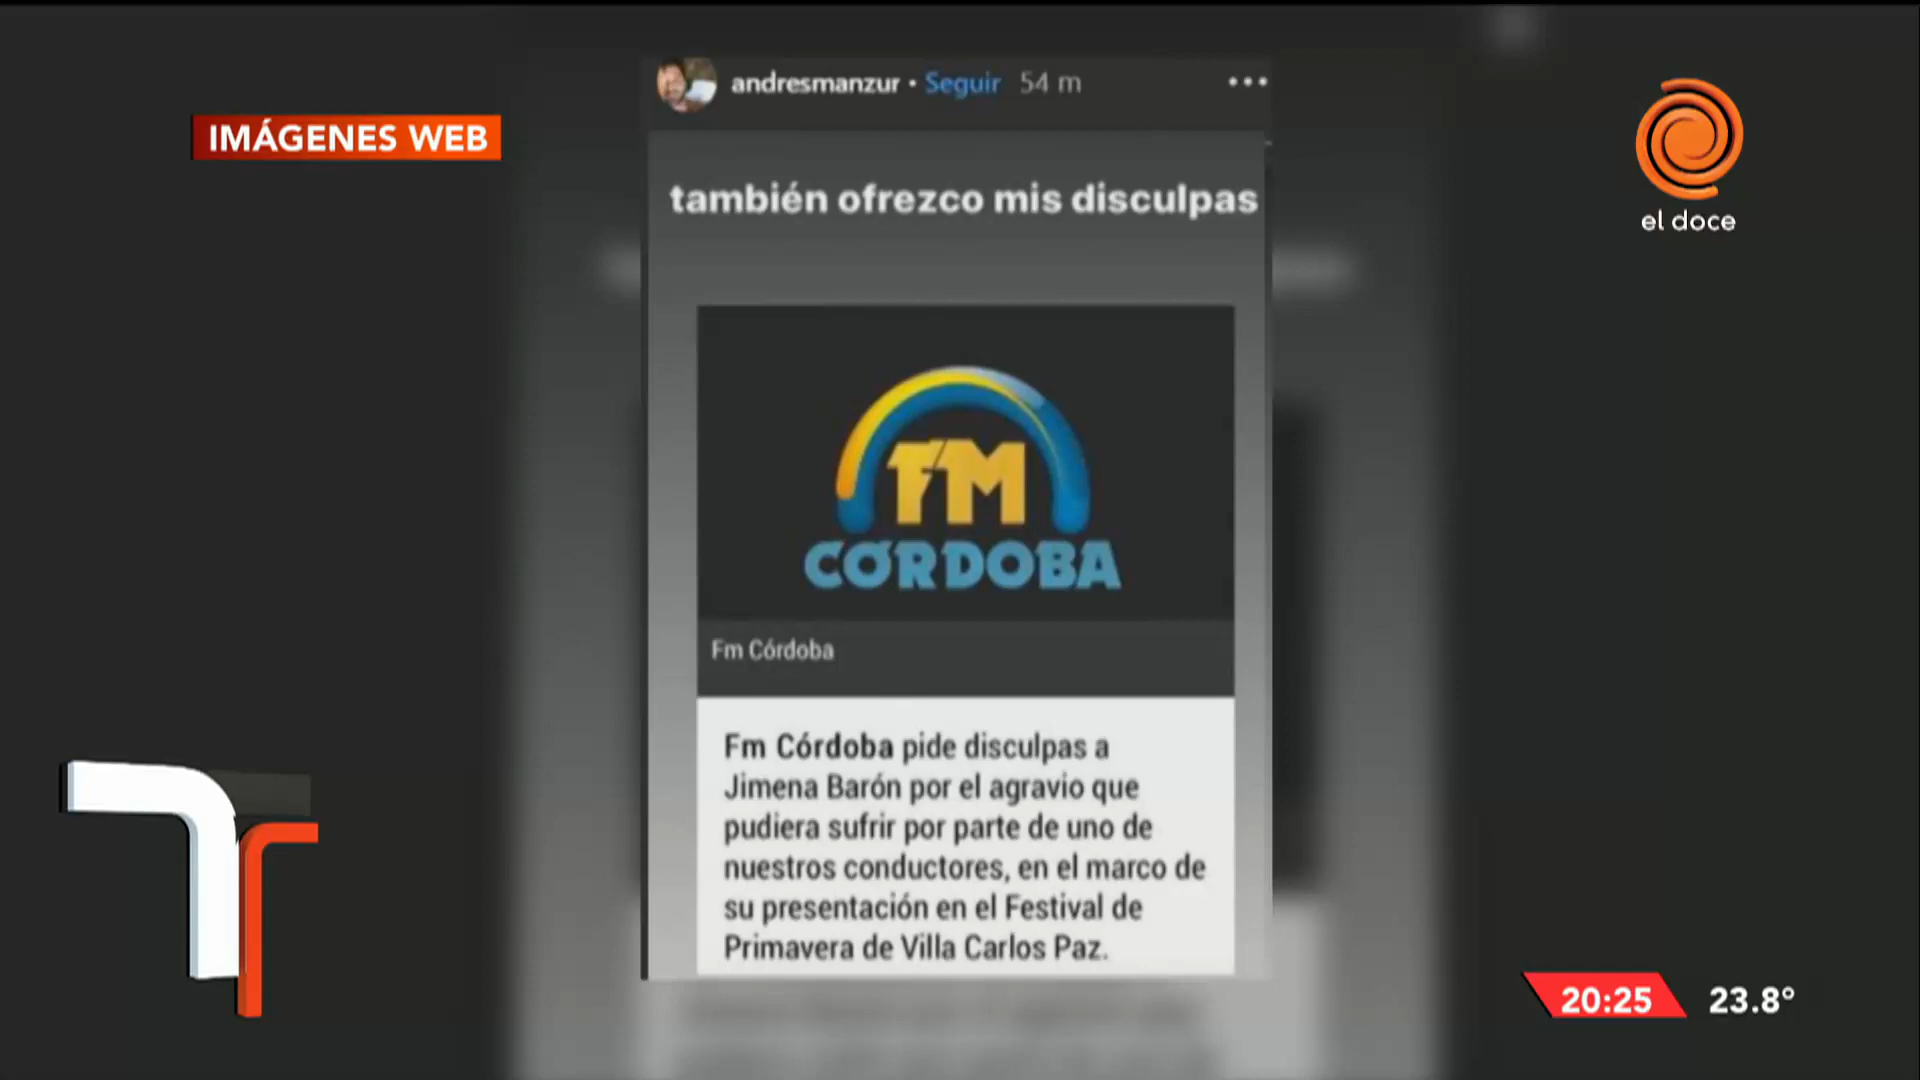 andresmanzur • Seguir 54 m
IMÁGENES WEB
también ofrezco mis disculpas
el doce
FM
CÓRDOBA
Fm Córdoba
Fm Córdoba pide disculpas a
Jimena Barón por el agravio que
pudiera sufrir por parte de uno de
nuestros conductores, en el marco de
su presentación en el Festival de
Primavera de Villa Carlos Paz.
20:25 23.8°